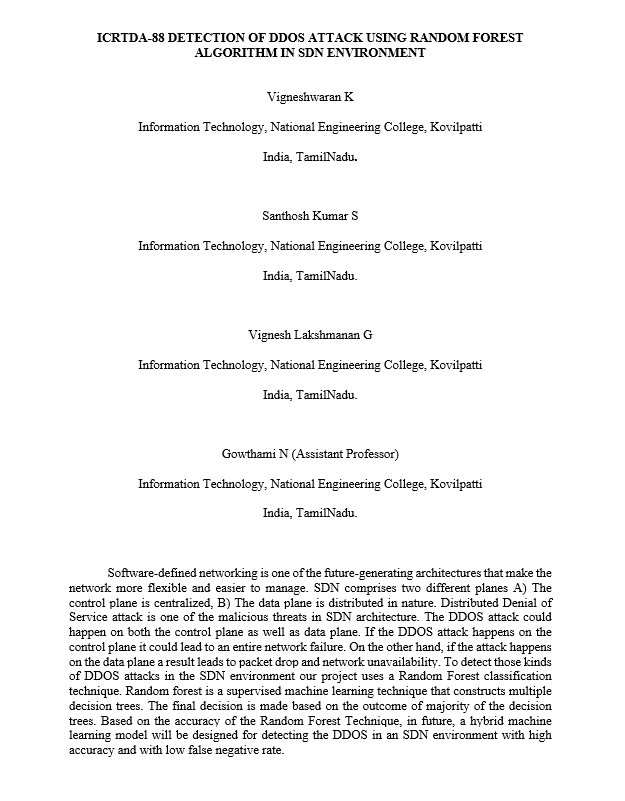 ICRTDA-88 DETECTION OF DDOS ATTACK USING RANDOM FOREST
ALGORITHM IN SDN ENVIRONMENT
Vigneshwaran K
Information Technology, National Engineering College, Kovilpatti
India, TamilNadu.
Santhosh Kumar S
Information Technology, National Engineering College, Kovilpatti
India, TamilNadu.
Vignesh Lakshmanan G
Information Technology, National Engineering College, Kovilpatti
India, TamilNadu.
Gowthami N (Assistant Professor)
Information Technology, National Engineering College, Kovilpatti
India, TamilNadu.
Software-defined networking is one of the future-generating architectures that make the
network more flexible and easier to manage. SDN comprises two different planes A) The
control plane is centralized, B) The data plane is distributed in nature. Distributed Denial of
Service attack is one of the malicious threats in SDN architecture. The DDOS attack could
happen on both the control plane as well as data plane. If the DDOS attack happens on the
control plane it could lead to an entire network failure. On the other hand, if the attack happens
on the data plane a result leads to packet drop and network unavailability. To detect those kinds
of DDOS attacks in the SDN environment our project uses a Random Forest classification
technique. Random forest is a supervised machine learning technique that constructs multiple
decision trees. The final decision is made based on the outcome of majority of the decision
trees. Based on the accuracy of the Random Forest Technique, in future, a hybrid machine
learning model will be designed for detecting the DDOS in an SDN environment with high
accuracy and with low false negative rate.